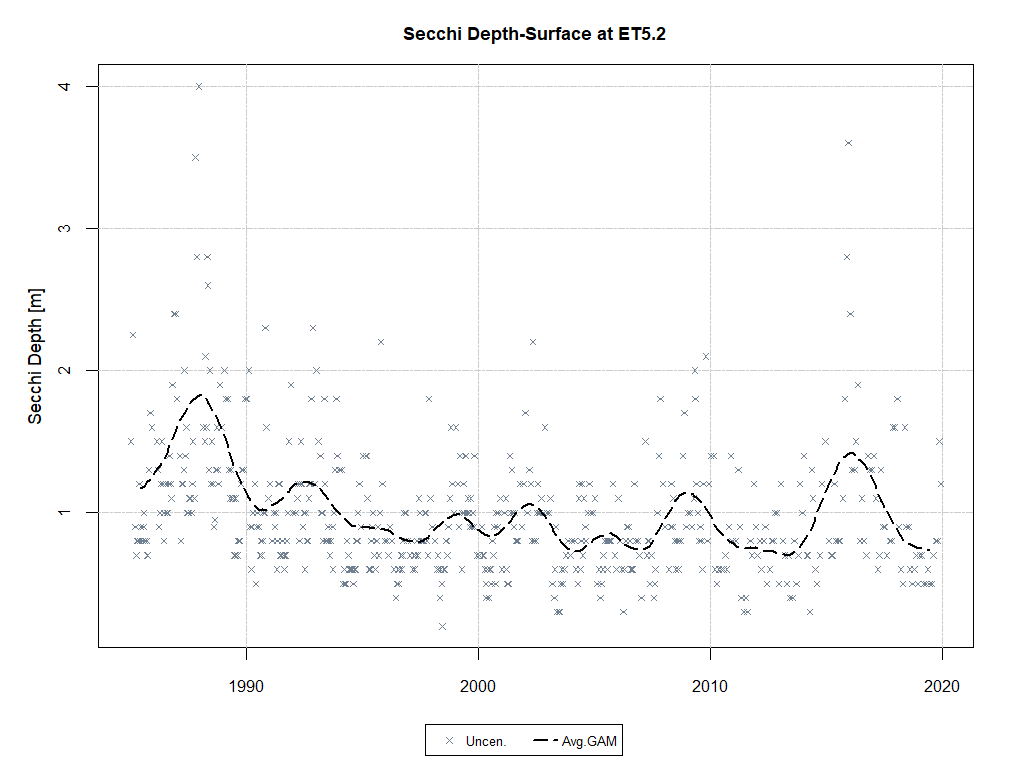 Secchi Depth-Surface at ET5.2
Secchi Depth [m]
4
3
2
1
1990 2000 2010 2020
Uncen. Avg.GAM